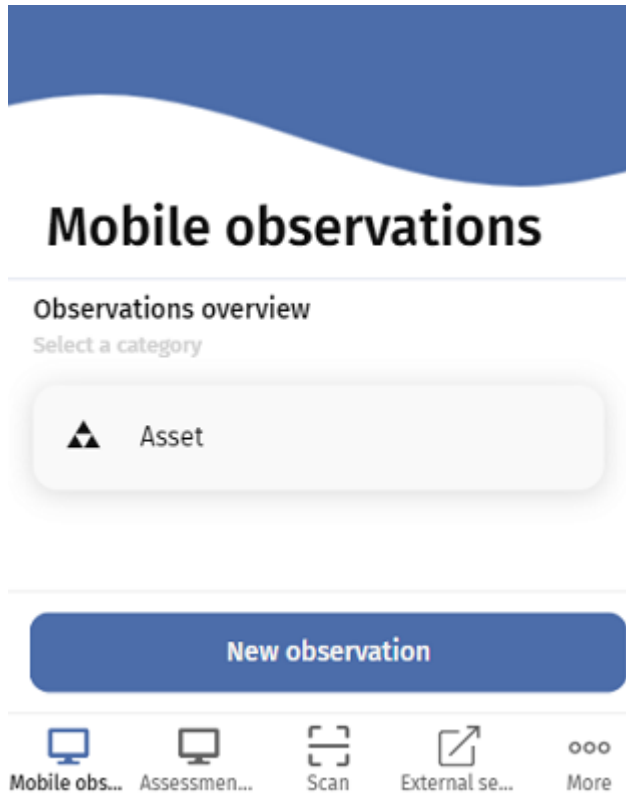 Mobile observations
Observations overview
Select a category
Asset
New observation
Mobile obs... Assessmen... Scan External se... More